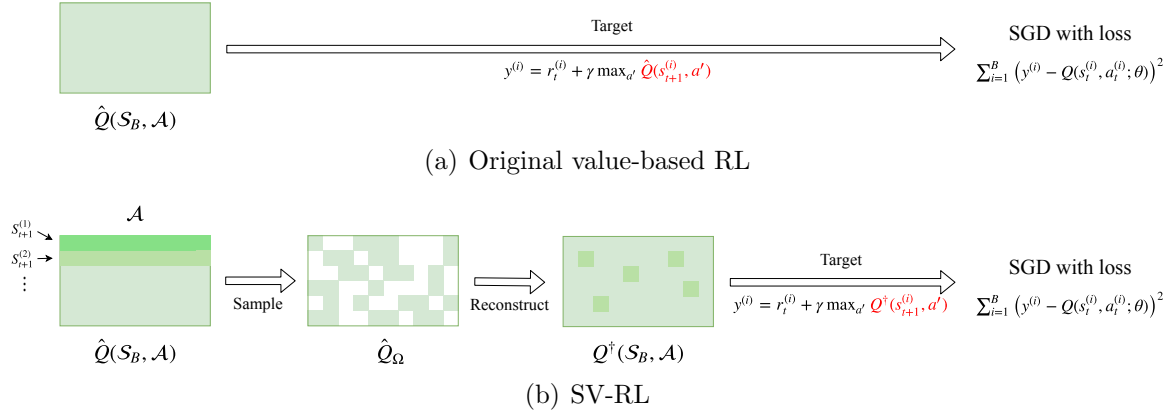 Target
SGD with loss
y^{(i)} = r_t^{(i)} + γ max_{a'} Q̂(s_{t+1}^{(i)}, a')
∑_{i=1}^{B} (y^{(i)} − Q(s_t^{(i)}, a_t^{(i)}; θ))^2
Q̂(S_B, A)
(a) Original value-based RL
A
S_{t+1}^{(1)}
S_{t+1}^{(2)}
⋮
Sample
Reconstruct
Target
SGD with loss
y^{(i)} = r_t^{(i)} + γ max_{a'} Q^†(s_{t+1}^{(i)}, a')
∑_{i=1}^{B} (y^{(i)} − Q(s_t^{(i)}, a_t^{(i)}; θ))^2
Q̂(S_B, A)
Q̂_Ω
Q^†(S_B, A)
(b) SV-RL